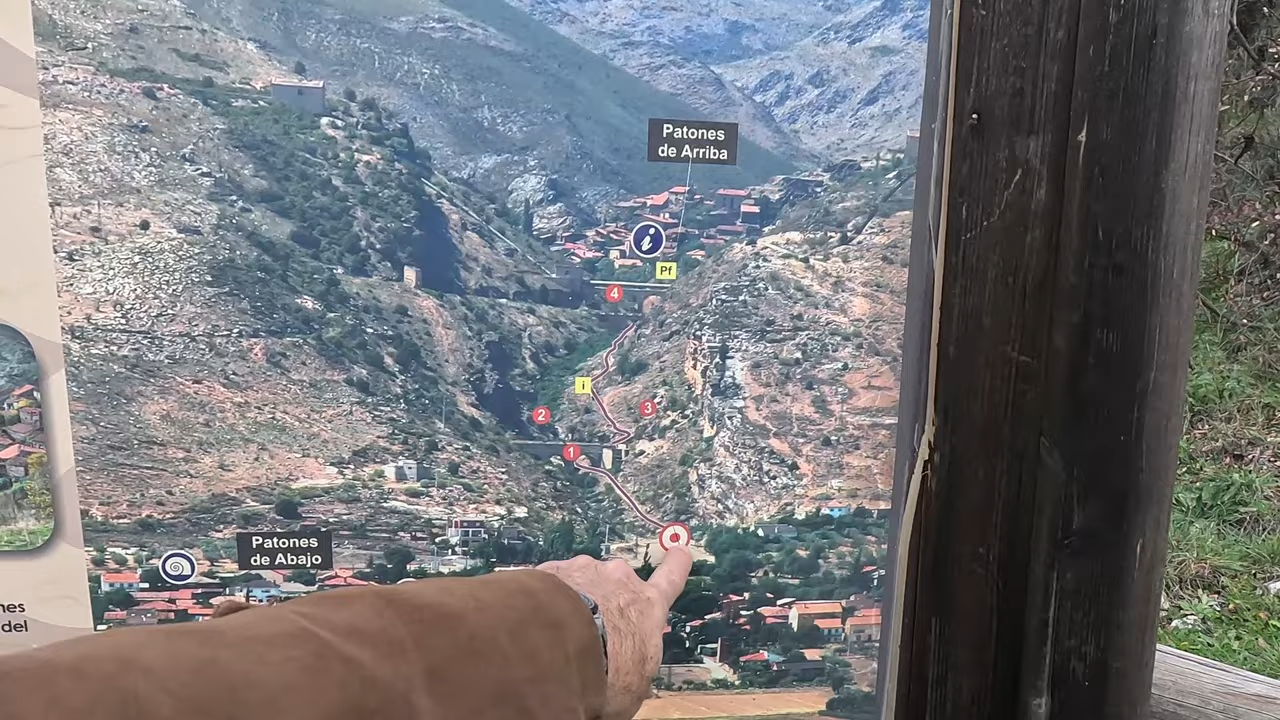 Patones
de Arriba
i
Pf
4
i
2
3
1
Patones
de Abajo
nes
del